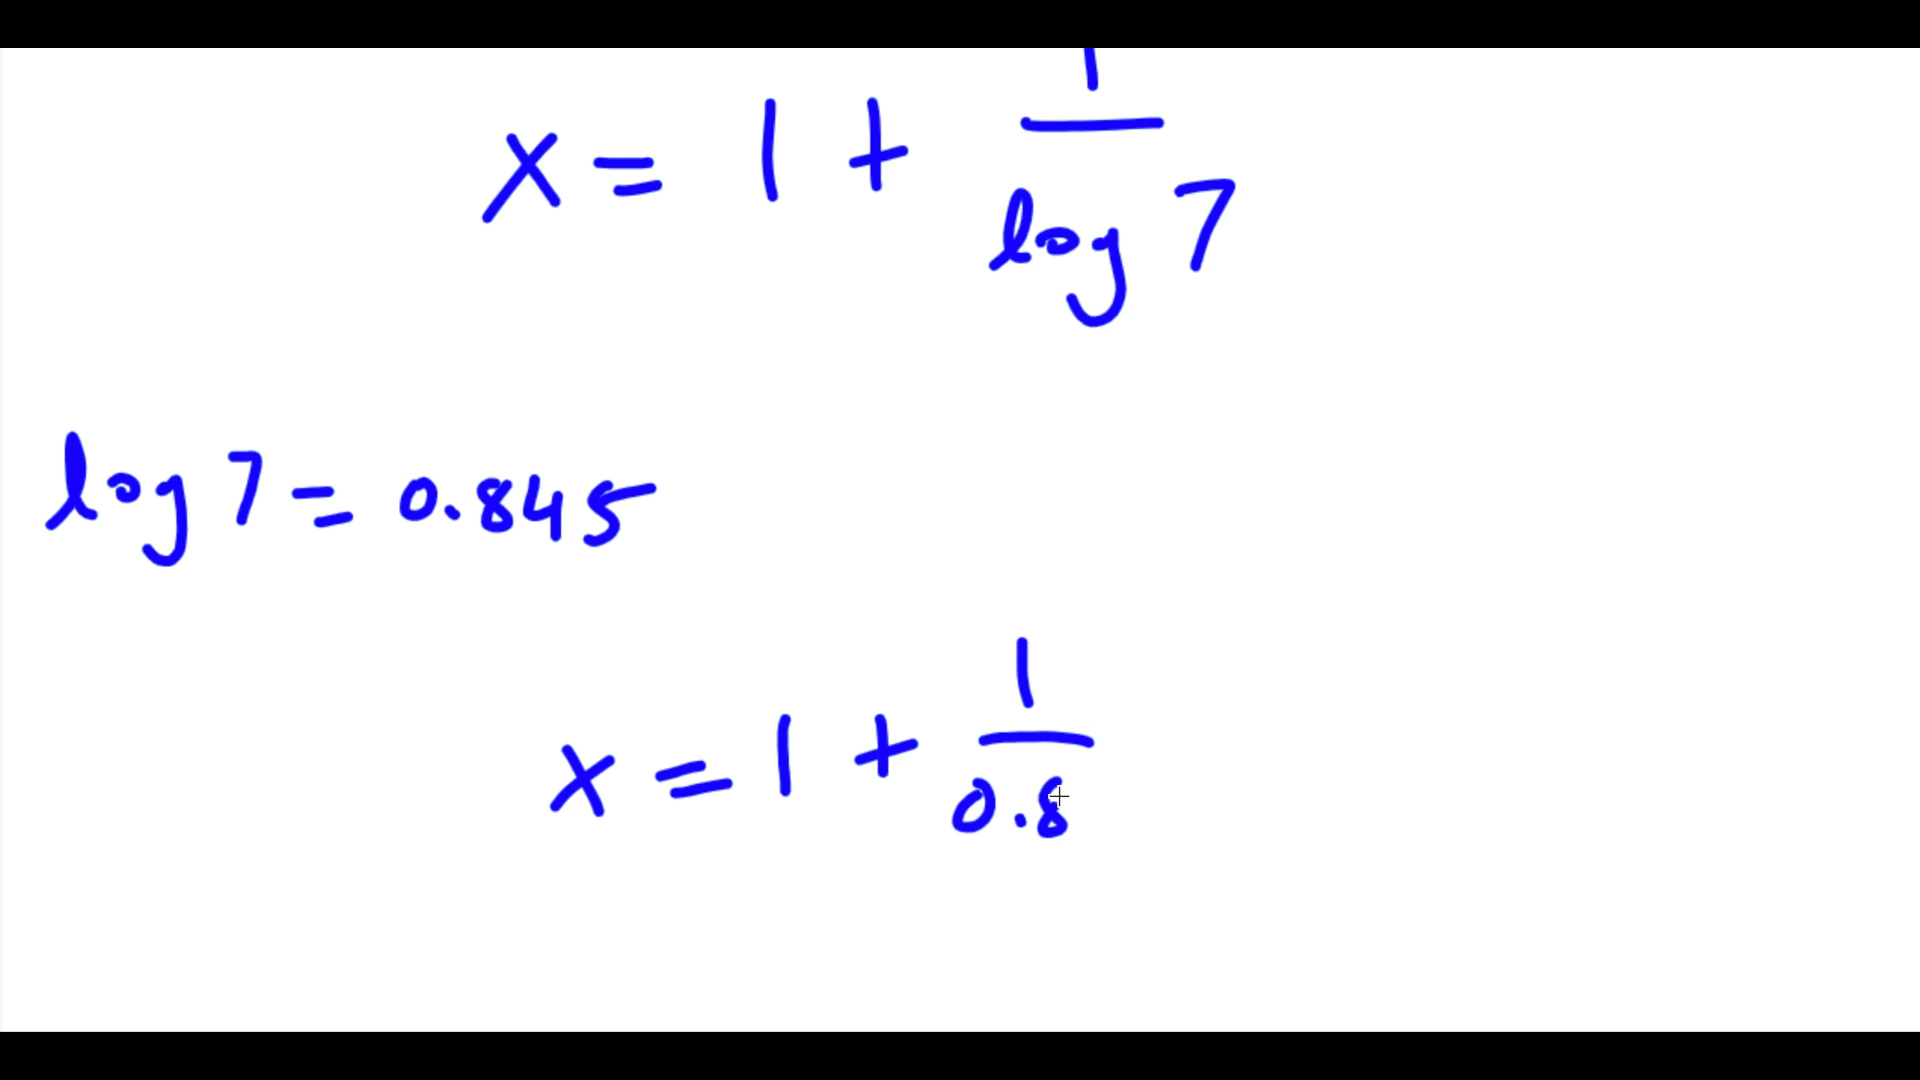 x = 1 + 1/log 7
log 7 = 0.845
x = 1 + 1/0.8